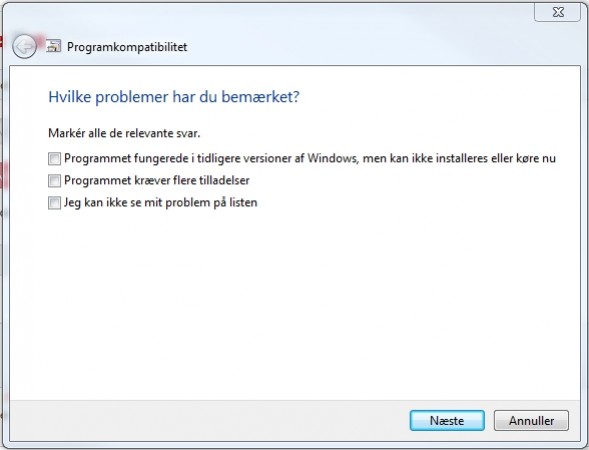 Programkompatibilitet
Hvilke problemer har du bemærket?
Markér alle de relevante svar.
Programmet fungerede i tidligere versioner af Windows, men kan ikke installeres eller køre nu
Programmet kræver flere tilladelser
Jeg kan ikke se mit problem på listen
Næste
Annuller